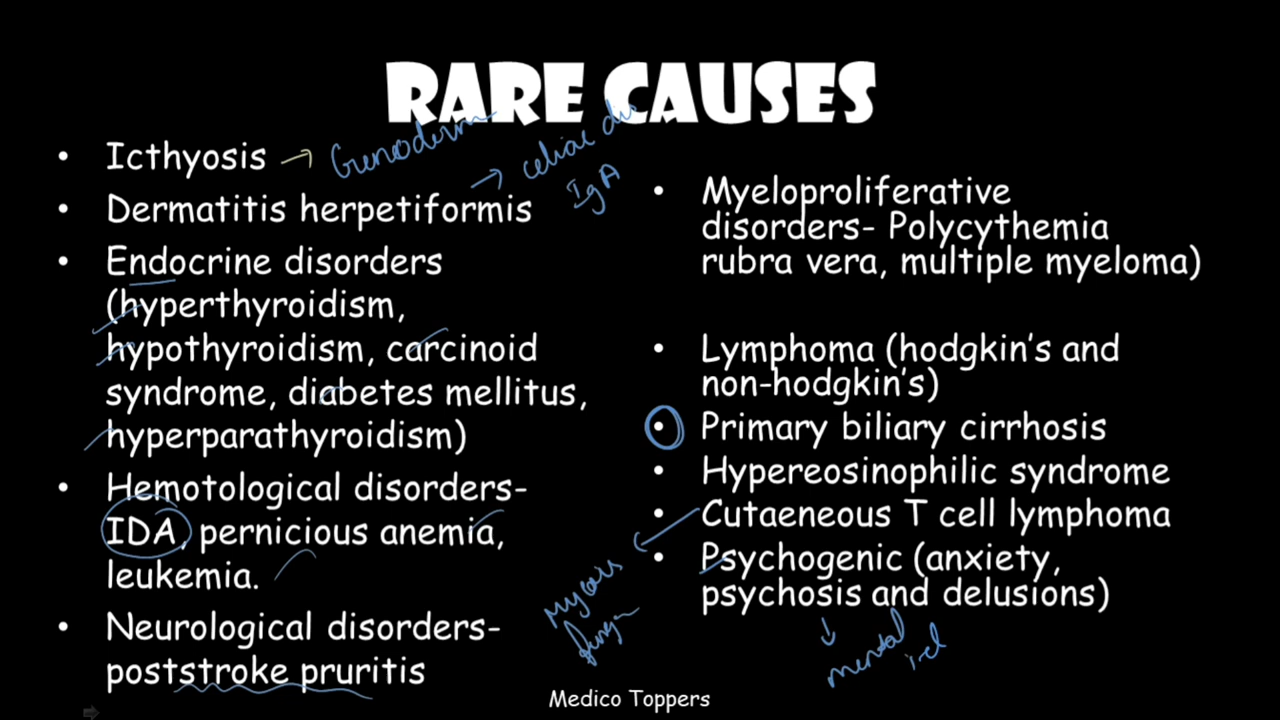 RARE CAUSES
• Icthyosis → Genoderm
→ celiac dis
IgA
• Dermatitis herpetiformis
• Endocrine disorders
(hyperthyroidism,
hypothyroidism, carcinoid
syndrome, diabetes mellitus,
hyperparathyroidism)
• Hemotological disorders-
IDA, pernicious anemia,
leukemia.
• Neurological disorders-
poststroke pruritis
• Myeloproliferative
disorders- Polycythemia
rubra vera, multiple myeloma)
• Lymphoma (hodgkin's and
non-hodgkin's)
• Primary biliary cirrhosis
• Hypereosinophilic syndrome
• Cutaeneous T cell lymphoma
• Psychogenic (anxiety,
psychosis and delusions)
mental
Medico Toppers